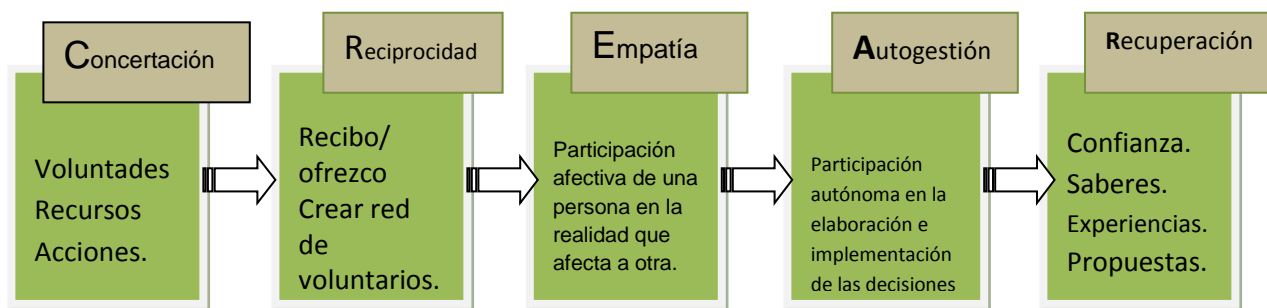 Concertación
Voluntades
Recursos
Acciones.
Reciprocidad
Recibo/
ofrezco
Crear red
de
voluntarios.
Empatía
Participación
afectiva de una
persona en la
realidad que
afecta a otra.
Autogestión
Participación
autónoma en la
elaboración e
implementación
de las decisiones
Recuperación
Confianza.
Saberes.
Experiencias.
Propuestas.